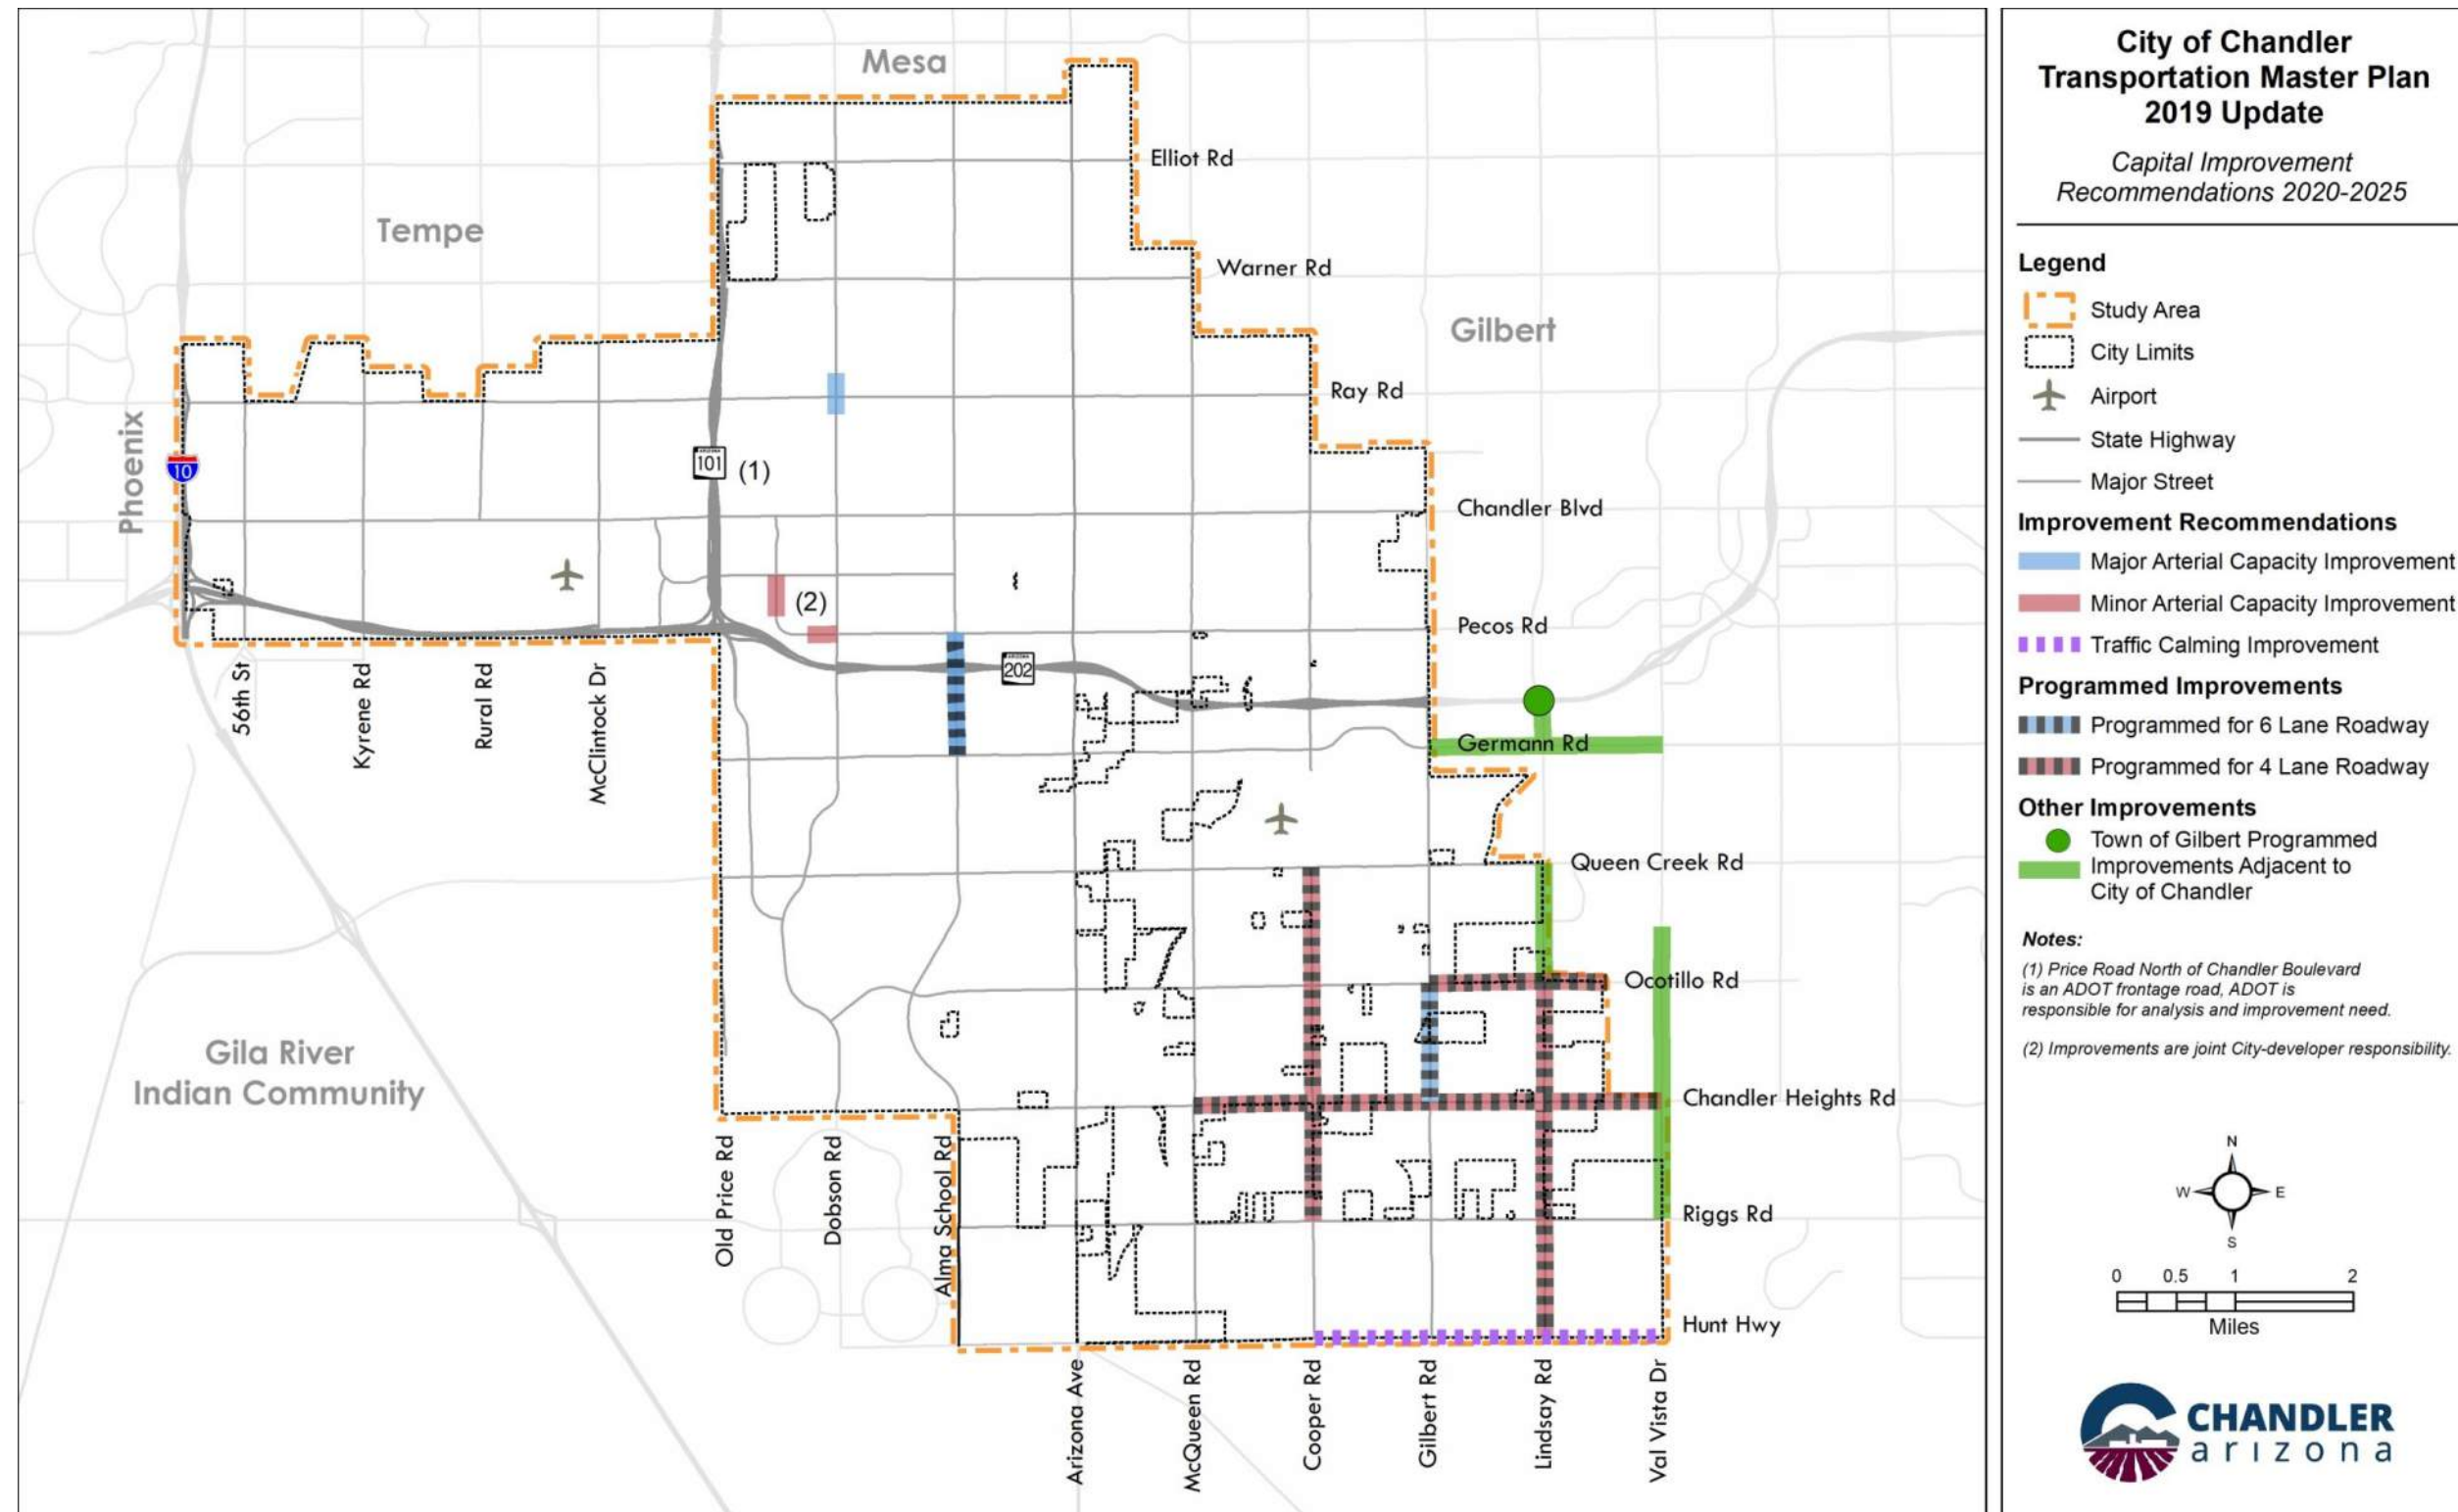 Mesa
Tempe
Gilbert
Phoenix
Gila River
Indian Community
Elliot Rd
Warner Rd
Ray Rd
Chandler Blvd
Pecos Rd
Germann Rd
Queen Creek Rd
Ocotillo Rd
Chandler Heights Rd
Riggs Rd
Hunt Hwy
10
ARIZONA
101
(1)
(2)
ARIZONA
202
56th St
Kyrene Rd
Rural Rd
McClintock Dr
Old Price Rd
Dobson Rd
Alma School Rd
Arizona Ave
McQueen Rd
Cooper Rd
Gilbert Rd
Lindsay Rd
Val Vista Dr
City of Chandler
Transportation Master Plan
2019 Update
Capital Improvement
Recommendations 2020-2025
Legend
Study Area
City Limits
Airport
State Highway
Major Street
Improvement Recommendations
Major Arterial Capacity Improvement
Minor Arterial Capacity Improvement
Traffic Calming Improvement
Programmed Improvements
Programmed for 6 Lane Roadway
Programmed for 4 Lane Roadway
Other Improvements
Town of Gilbert Programmed
Improvements Adjacent to
City of Chandler
Notes:
(1) Price Road North of Chandler Boulevard
is an ADOT frontage road, ADOT is
responsible for analysis and improvement need.
(2) Improvements are joint City-developer responsibility.
N
W E
S
0 0.5 1 2
Miles
CHANDLER
arizona